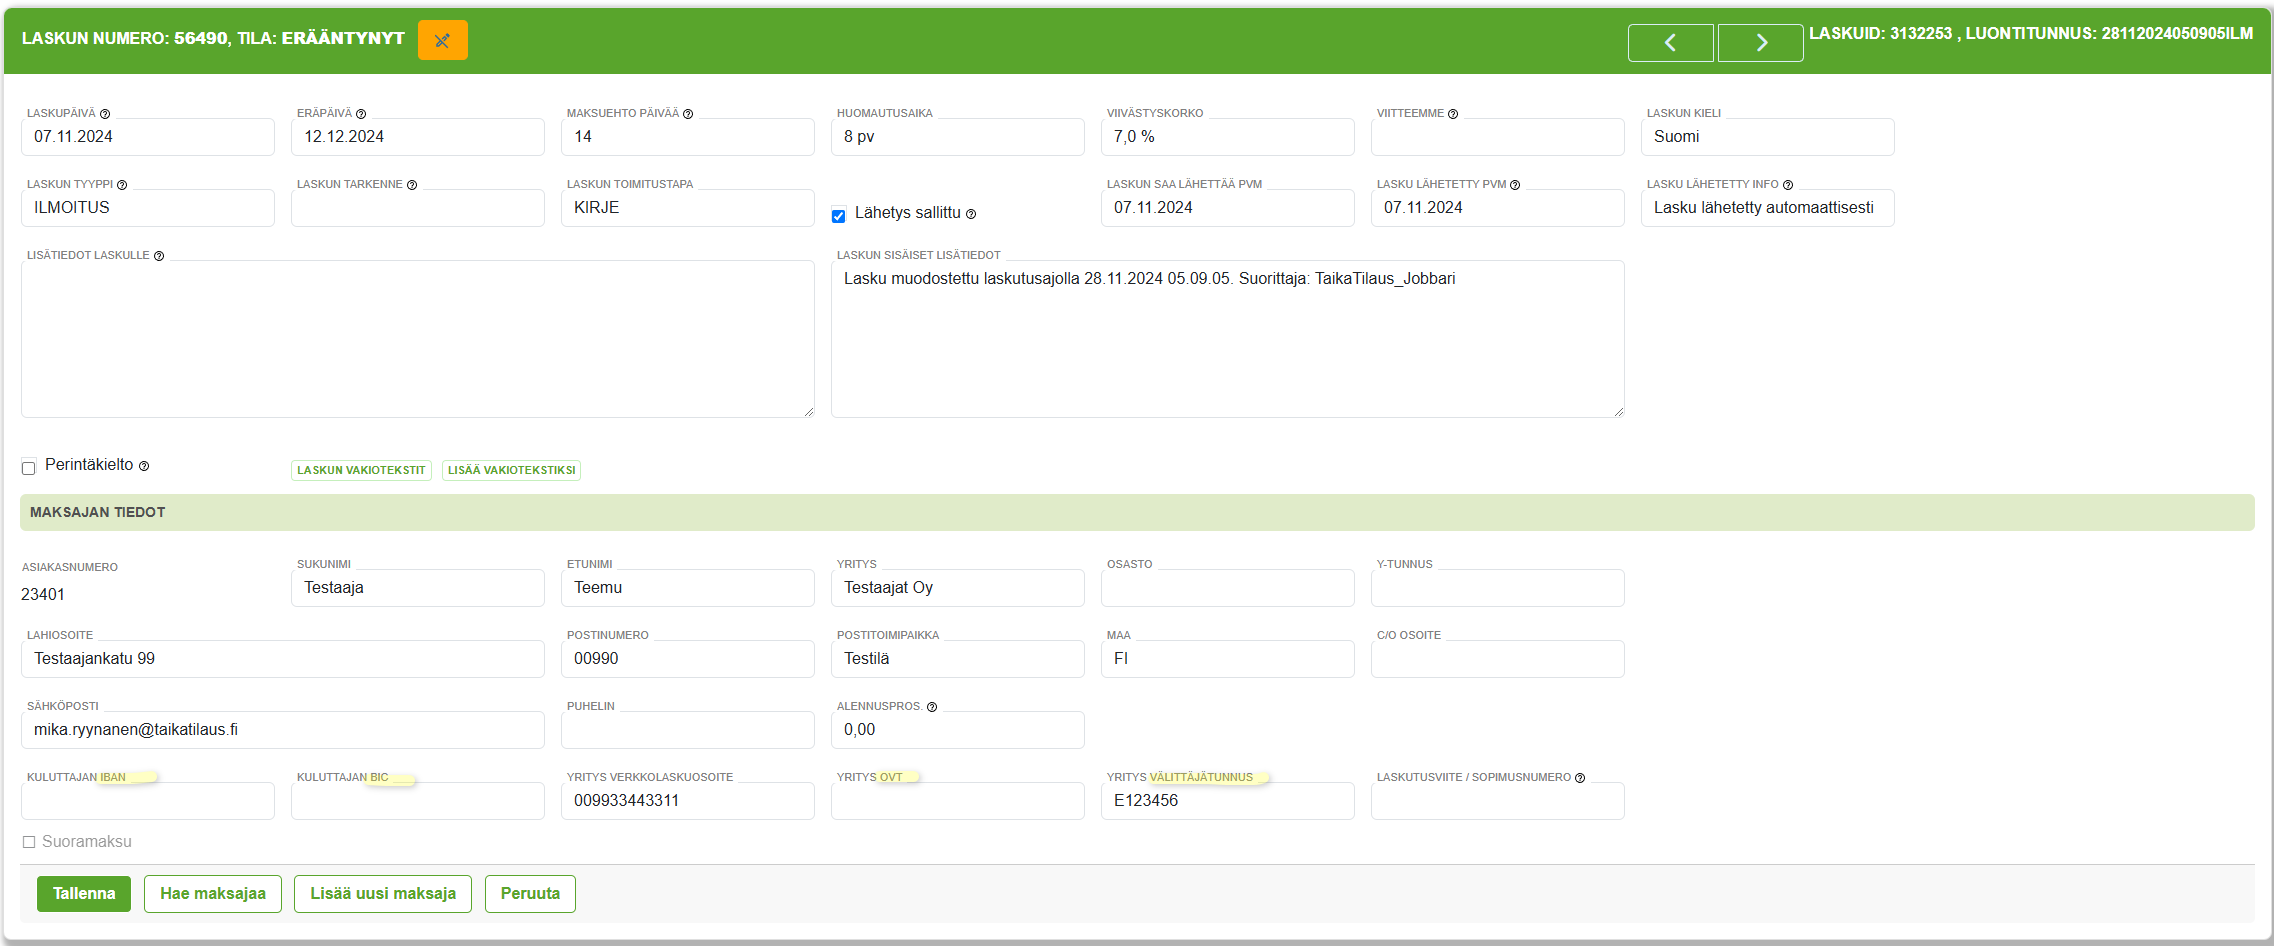 LASKUN NUMERO: 56490, TILA: ERÄÄNTYNYT
LASKUID: 3132253 , LUONTITUNNUS: 28112024050905ILM
LASKUPÄIVÄ
ERÄPÄIVÄ
MAKSUEHTO PÄIVÄÄ
HUOMAUTUSAIKA
VIIVÄSTYSKORKO
VIITTEEMME
LASKUN KIELI
07.11.2024
12.12.2024
14
8 pv
7,0 %
Suomi
LASKUN TYYPPI
LASKUN TARKENNE
LASKUN TOIMITUSTAPA
LASKUN SAA LÄHETTÄÄ PVM
LASKU LÄHETETTY PVM
LASKU LÄHETETTY INFO
ILMOITUS
KIRJE
Lähetys sallittu
07.11.2024
07.11.2024
Lasku lähetetty automaattisesti
LISÄTIEDOT LASKULLE
LASKUN SISÄISET LISÄTIEDOT
Lasku muodostettu laskutusajolla 28.11.2024 05.09.05. Suorittaja: TaikaTilaus_Jobbari
Perintäkielto
LASKUN VAKIOTEKSTIT
LISÄÄ VAKIOTEKSTIKSI
MAKSAJAN TIEDOT
ASIAKASNUMERO
SUKUNIMI
ETUNIMI
YRITYS
OSASTO
Y-TUNNUS
23401
Testaaja
Teemu
Testaajat Oy
LAHIOSOITE
POSTINUMERO
POSTITOIMIPAIKKA
MAA
C/O OSOITE
Testaajankatu 99
00990
Testilä
FI
SÄHKÖPOSTI
PUHELIN
ALENNUSPROS.
mika.ryynanen@taikatilaus.fi
0,00
KULUTTAJAN IBAN
KULUTTAJAN BIC
YRITYS VERKKOLASKUOSOITE
YRITYS OVT
YRITYS VÄLITTÄJÄTUNNUS
LASKUTUSVIITE / SOPIMUSNUMERO
009933443311
E123456
Suoramaksu
Tallenna
Hae maksajaa
Lisää uusi maksaja
Peruuta